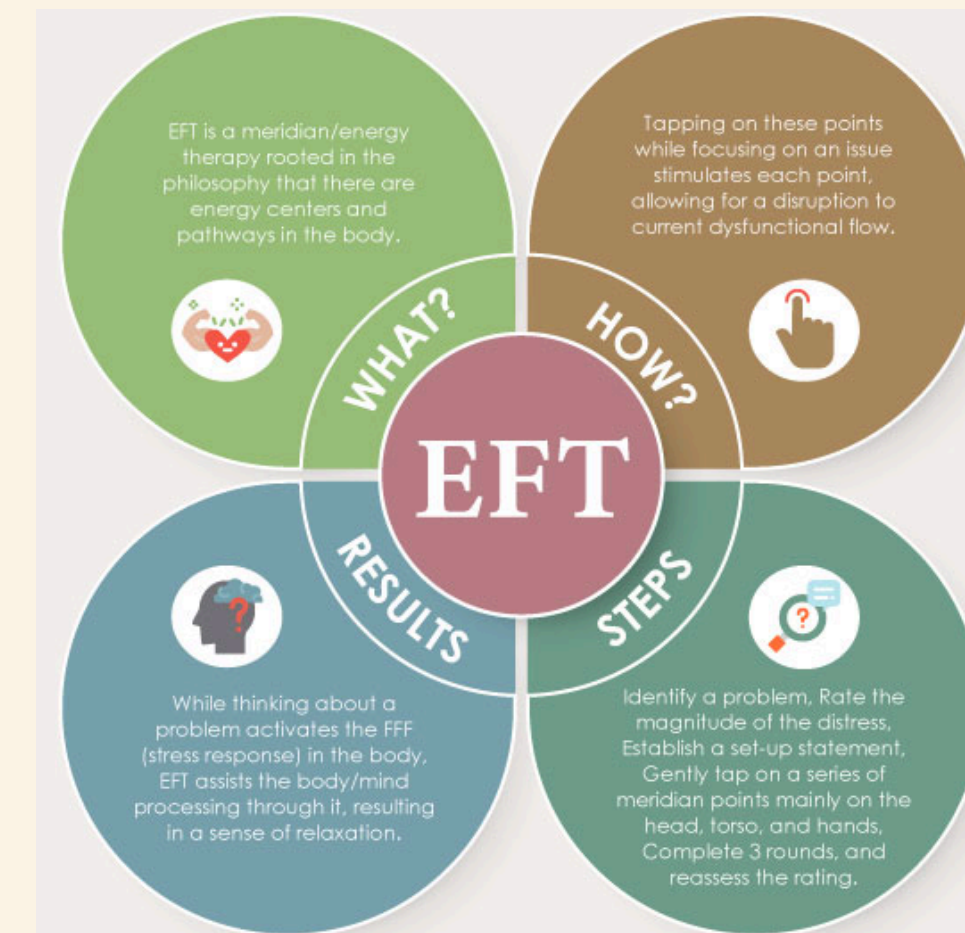 EFT is a meridian/energy
therapy rooted in the
philosophy that there are
energy centers and
pathways in the body.
WHAT?
Tapping on these points
while focusing on an issue
stimulates each point,
allowing for a disruption to
current dysfunctional flow.
HOW?
EFT
RESULTS
While thinking about a
problem activates the FFF
(stress response) in the body,
EFT assists the body/mind
processing through it, resulting
in a sense of relaxation.
STEPS
Identify a problem, Rate the
magnitude of the distress,
Establish a set-up statement,
Gently tap on a series of
meridian points mainly on the
head, torso, and hands,
Complete 3 rounds, and
reassess the rating.